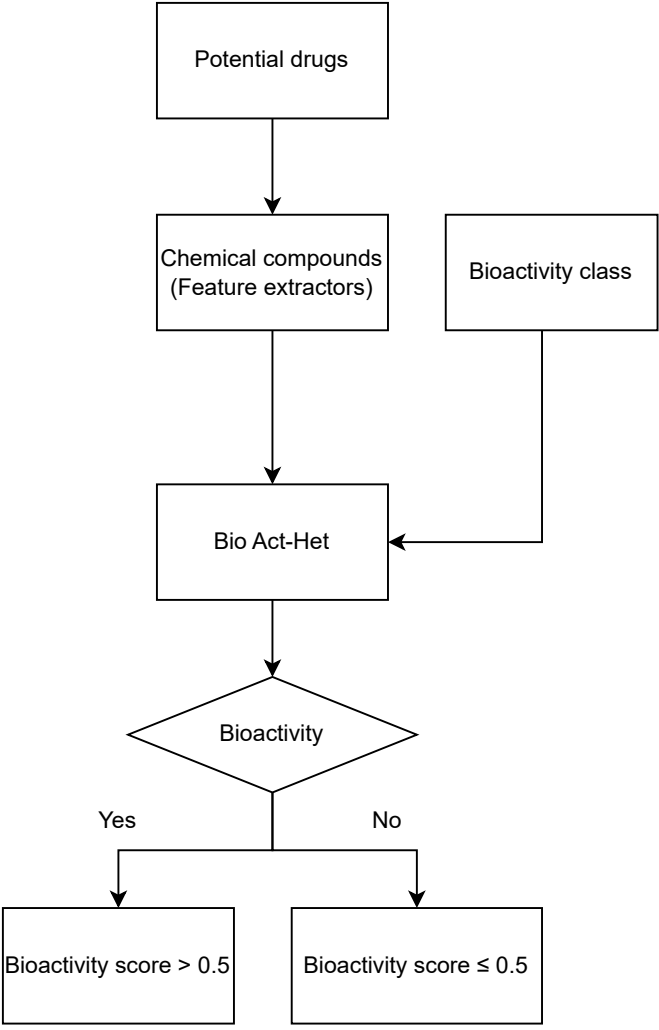 Potential drugs
Chemical compounds
(Feature extractors)
Bioactivity class
Bio Act-Het
Bioactivity
Yes
No
Bioactivity score > 0.5
Bioactivity score ≤ 0.5